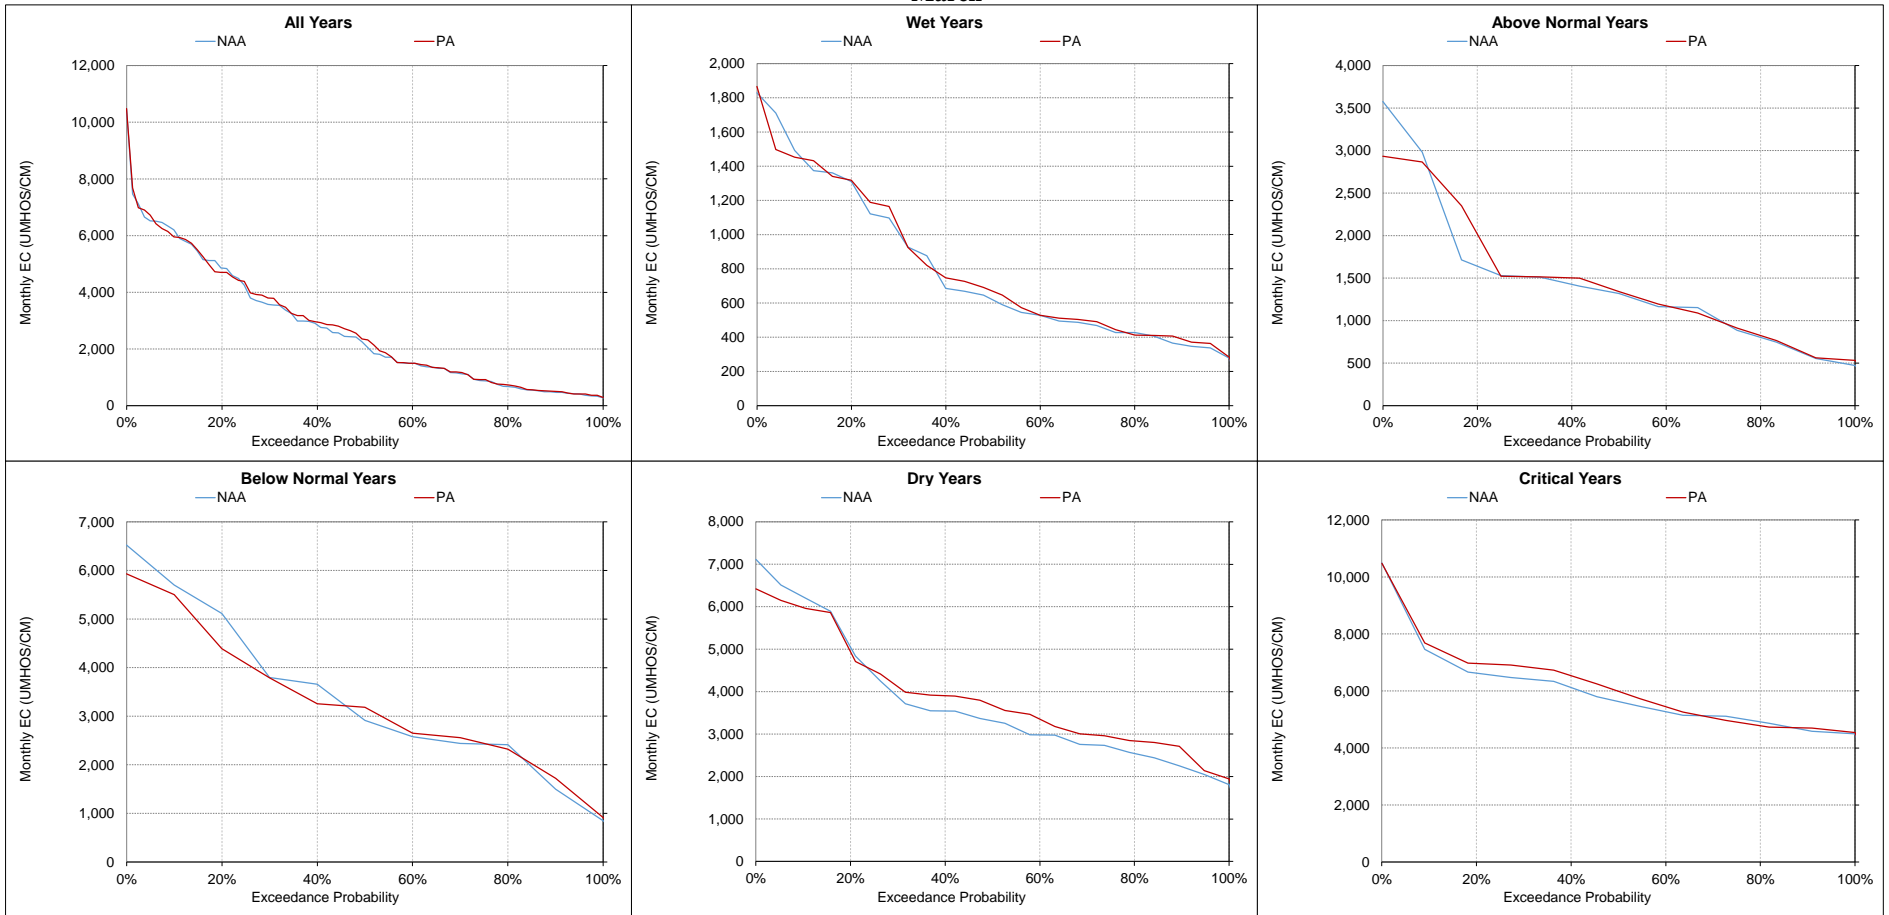 All Years
NAA PA
12,000
10,000
8,000
6,000
4,000
2,000
0
Monthly EC (UMHOS/CM)
0% 20% 40% 60% 80% 100%
Exceedance Probability
Wet Years
NAA PA
2,000
1,800
1,600
1,400
1,200
1,000
800
600
400
200
0
Monthly EC (UMHOS/CM)
0% 20% 40% 60% 80% 100%
Exceedance Probability
Above Normal Years
NAA PA
4,000
3,500
3,000
2,500
2,000
1,500
1,000
500
0
Monthly EC (UMHOS/CM)
0% 20% 40% 60% 80% 100%
Exceedance Probability
Below Normal Years
NAA PA
7,000
6,000
5,000
4,000
3,000
2,000
1,000
0
Monthly EC (UMHOS/CM)
0% 20% 40% 60% 80% 100%
Exceedance Probability
Dry Years
NAA PA
8,000
7,000
6,000
5,000
4,000
3,000
2,000
1,000
0
Monthly EC (UMHOS/CM)
0% 20% 40% 60% 80% 100%
Exceedance Probability
Critical Years
NAA PA
12,000
10,000
8,000
6,000
4,000
2,000
0
Monthly EC (UMHOS/CM)
0% 20% 40% 60% 80% 100%
Exceedance Probability